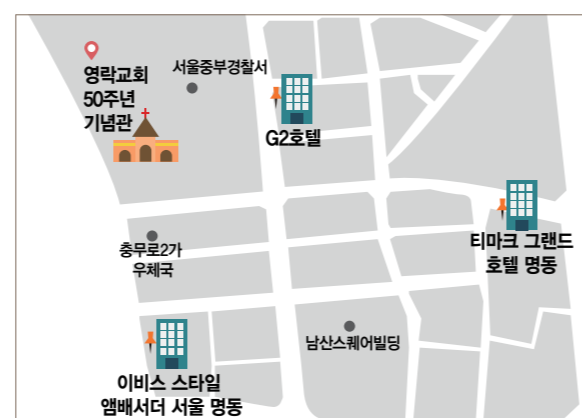 영락교회
50주년
기념관
서울중부경찰서
G2호텔
티마크 그랜드
호텔 명동
충무로2가
우체국
남산스퀘어빌딩
이비스 스타일
앰배서더 서울 명동